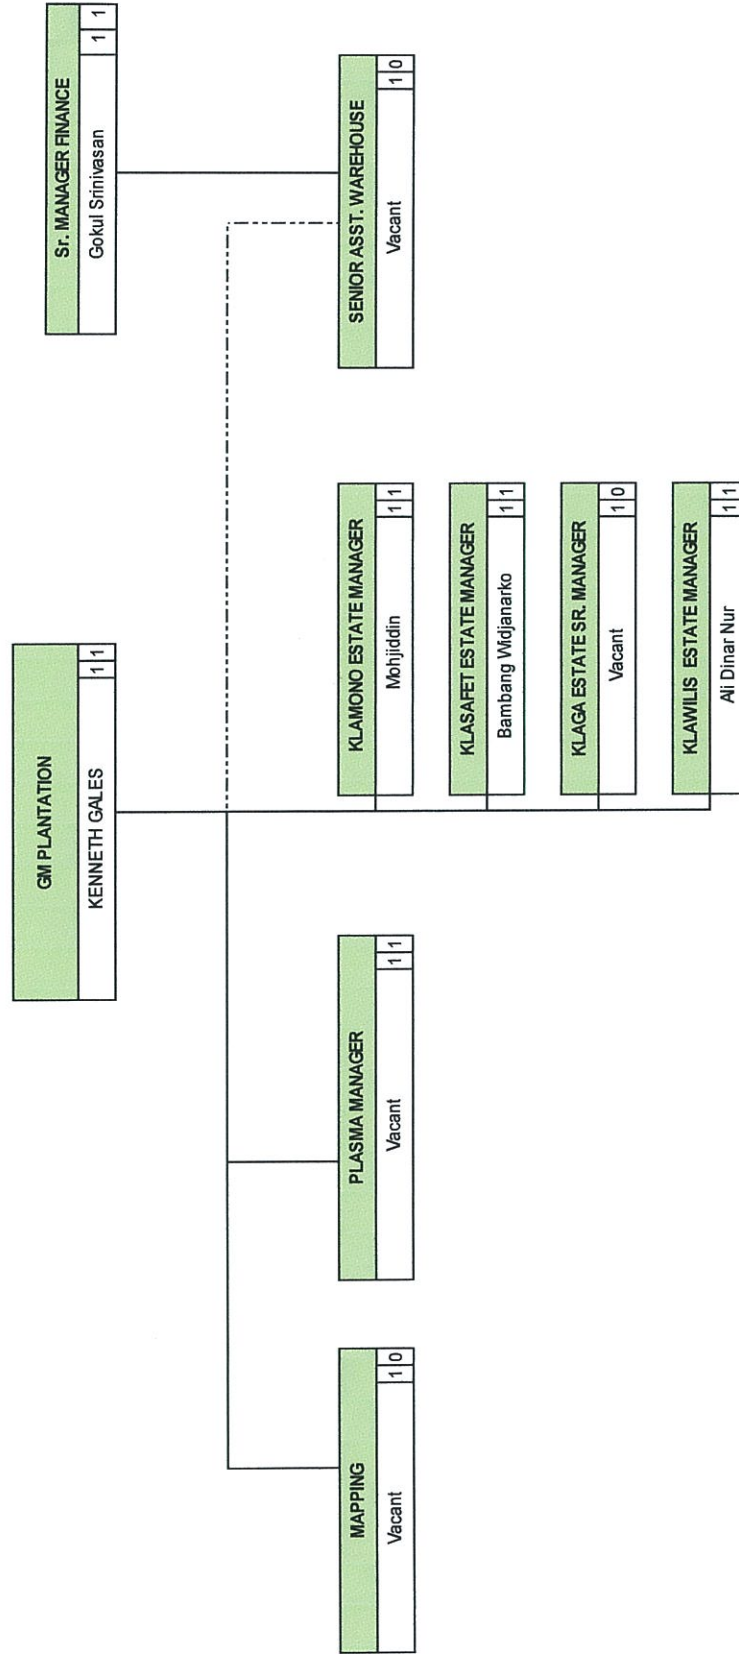 GM PLANTATION
KENNETH GALES
1 1
Sr. MANAGER FINANCE
Gokul Srinivasan
1 1
MAPPING
Vacant
1 0
PLASMA MANAGER
Vacant
1 1
KLAMONO ESTATE MANAGER
Mohjiddin
1 1
KLASAFET ESTATE MANAGER
Bambang Widjanarko
1 1
KLAGA ESTATE SR. MANAGER
Vacant
1 0
KLAWILIS ESTATE MANAGER
Ali Dinar Nur
1 1
SENIOR ASST. WAREHOUSE
Vacant
1 0